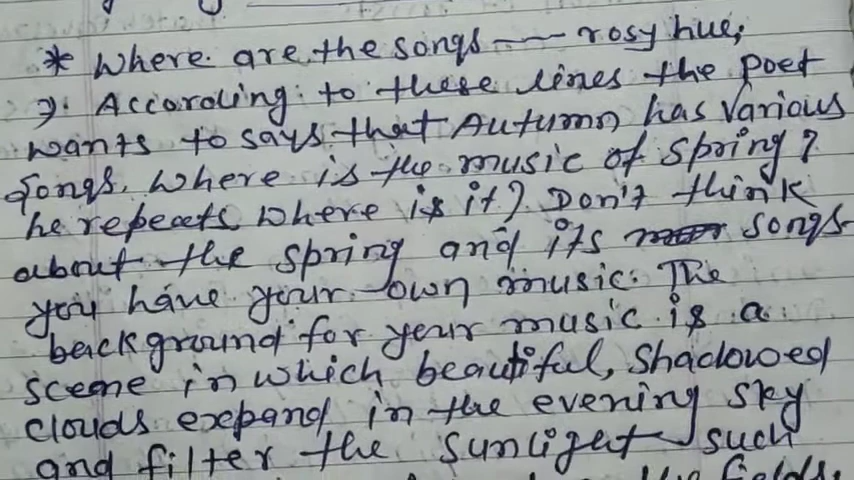 * Where are the songs —— rosy hue;
→. According to these lines the poet
wants to says that Autumn has various
songs. Where is the music of spring?
he repeats where is it? Don't think
about the spring and its songs
you have your own music. The
background for your music is a
scene in which beautiful, shadowed
clouds expand in the evening sky
and filter the sunlight such
the fields.